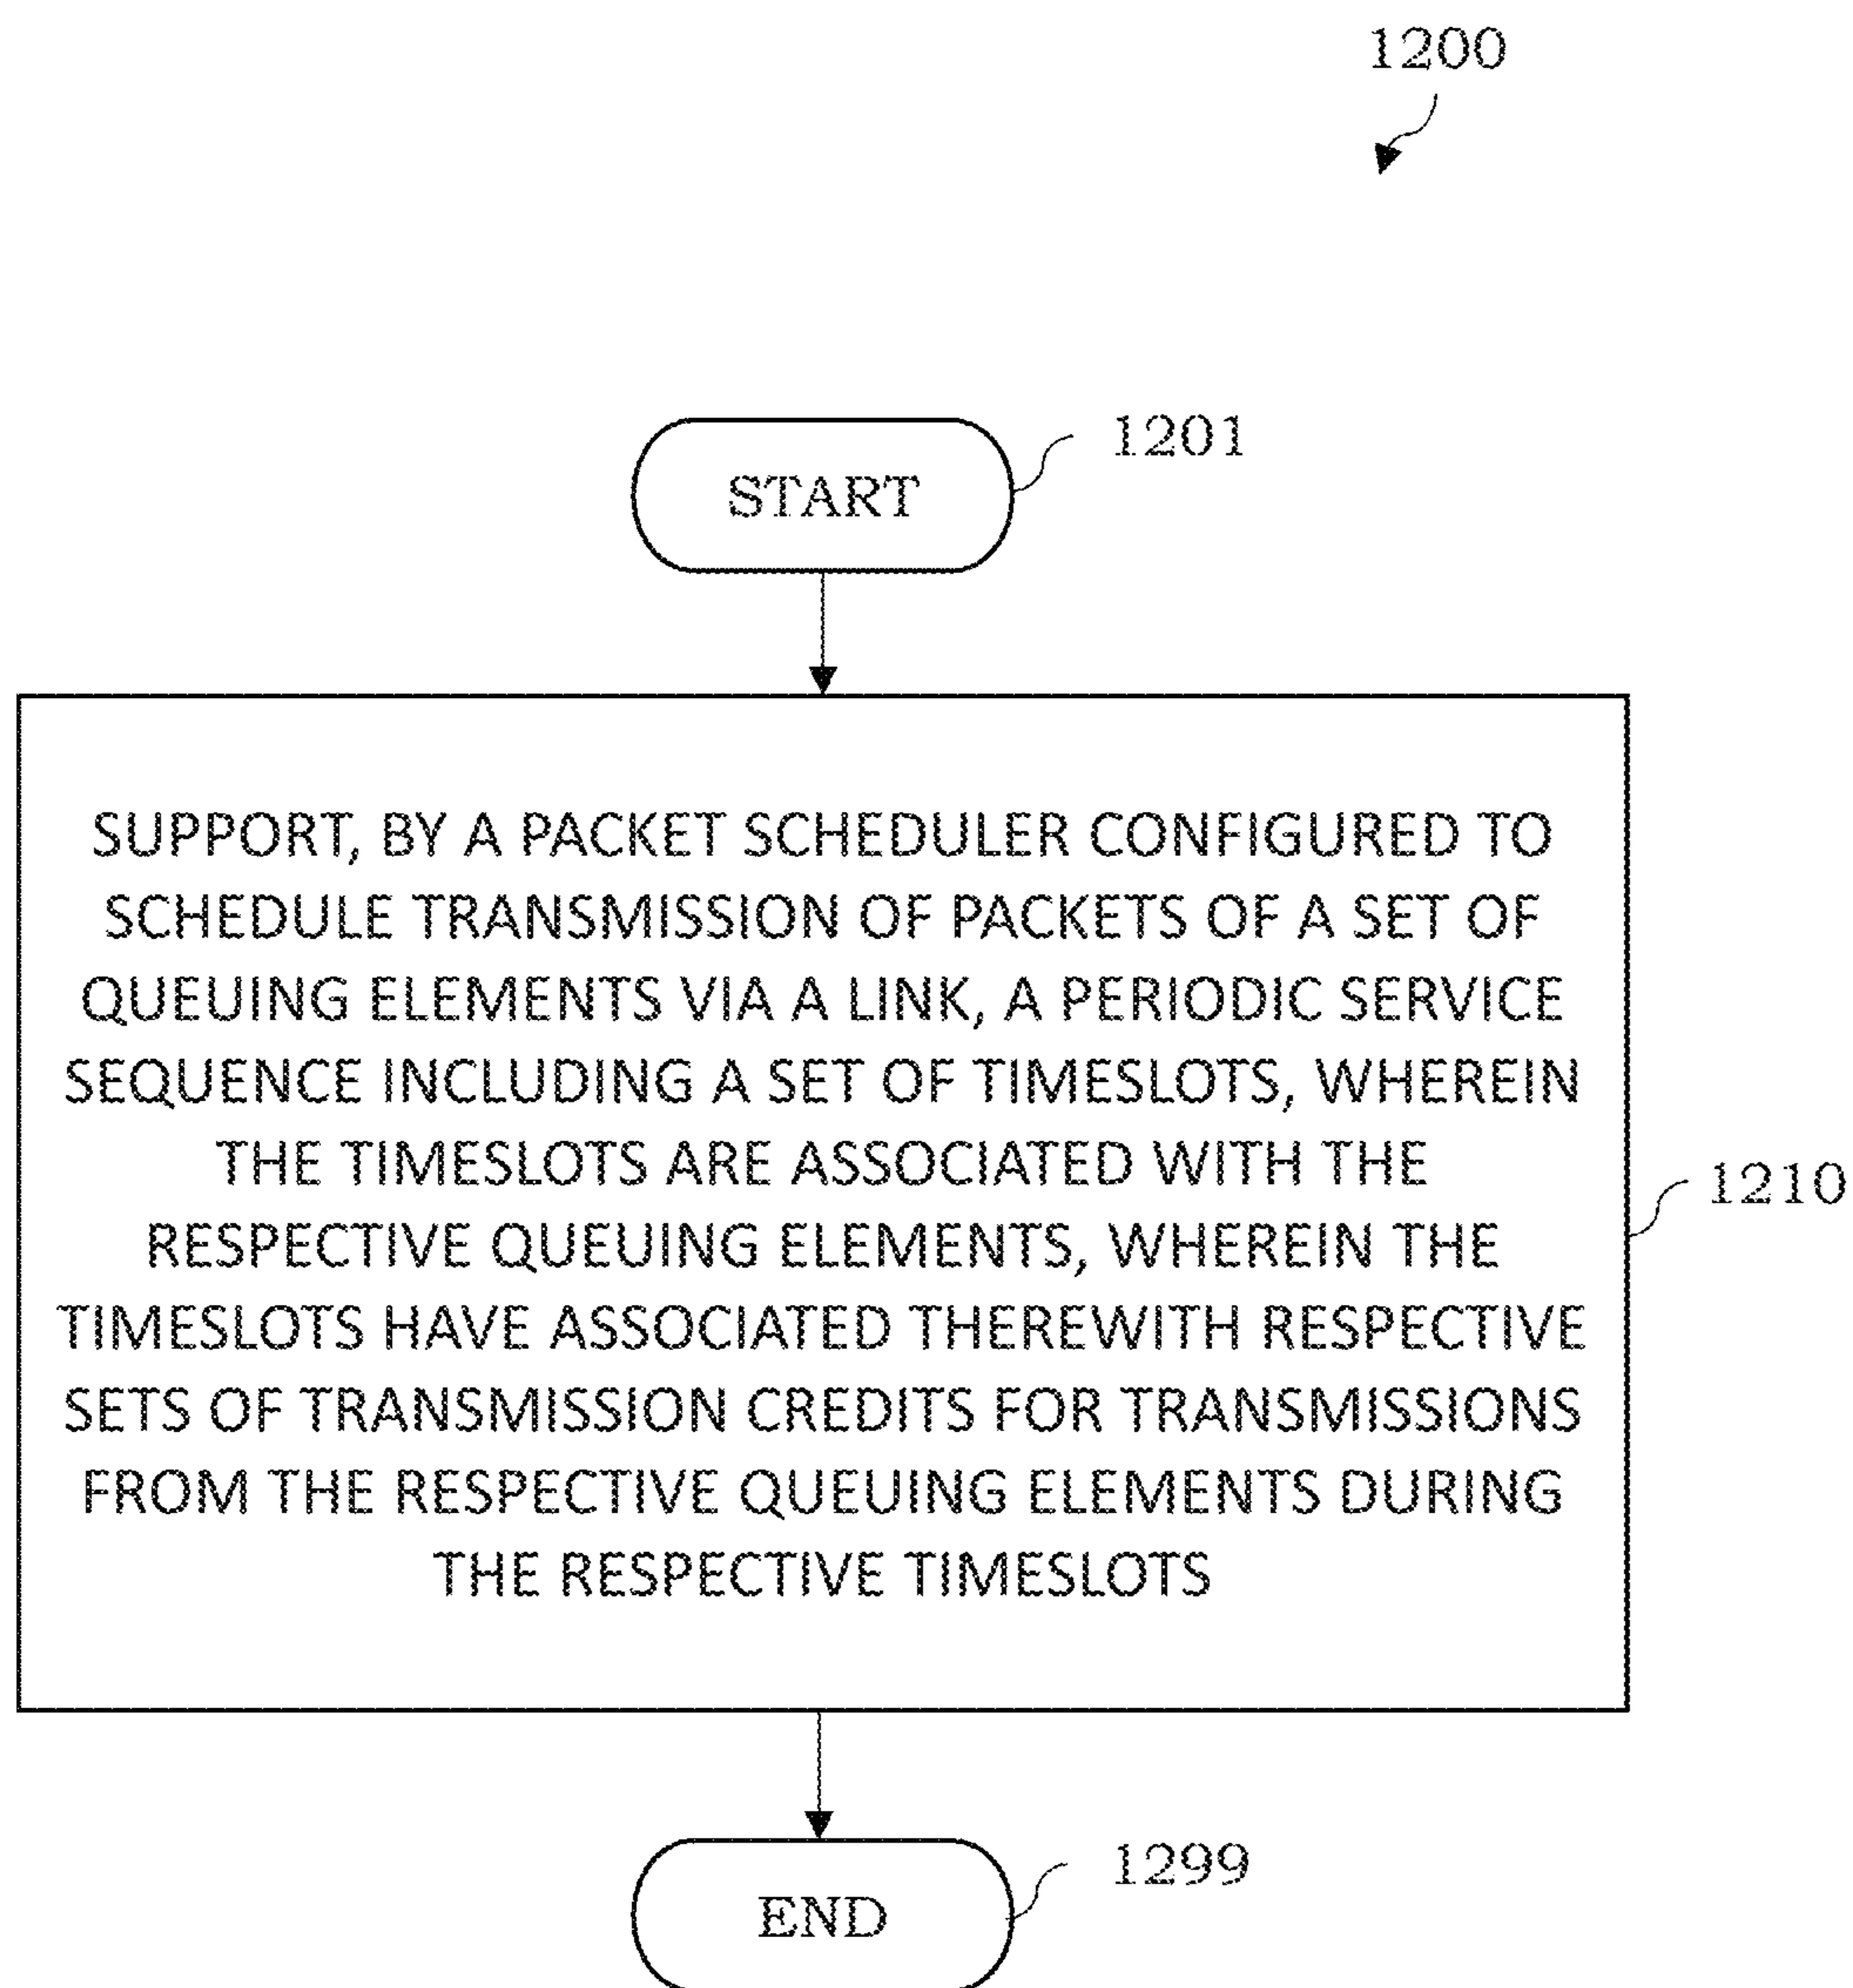 1200
START
1201
SUPPORT, BY A PACKET SCHEDULER CONFIGURED TO
SCHEDULE TRANSMISSION OF PACKETS OF A SET OF
QUEUING ELEMENTS VIA A LINK, A PERIODIC SERVICE
SEQUENCE INCLUDING A SET OF TIMESLOTS, WHEREIN
THE TIMESLOTS ARE ASSOCIATED WITH THE
RESPECTIVE QUEUING ELEMENTS, WHEREIN THE
TIMESLOTS HAVE ASSOCIATED THEREWITH RESPECTIVE
SETS OF TRANSMISSION CREDITS FOR TRANSMISSIONS
FROM THE RESPECTIVE QUEUING ELEMENTS DURING
THE RESPECTIVE TIMESLOTS
1210
END
1299